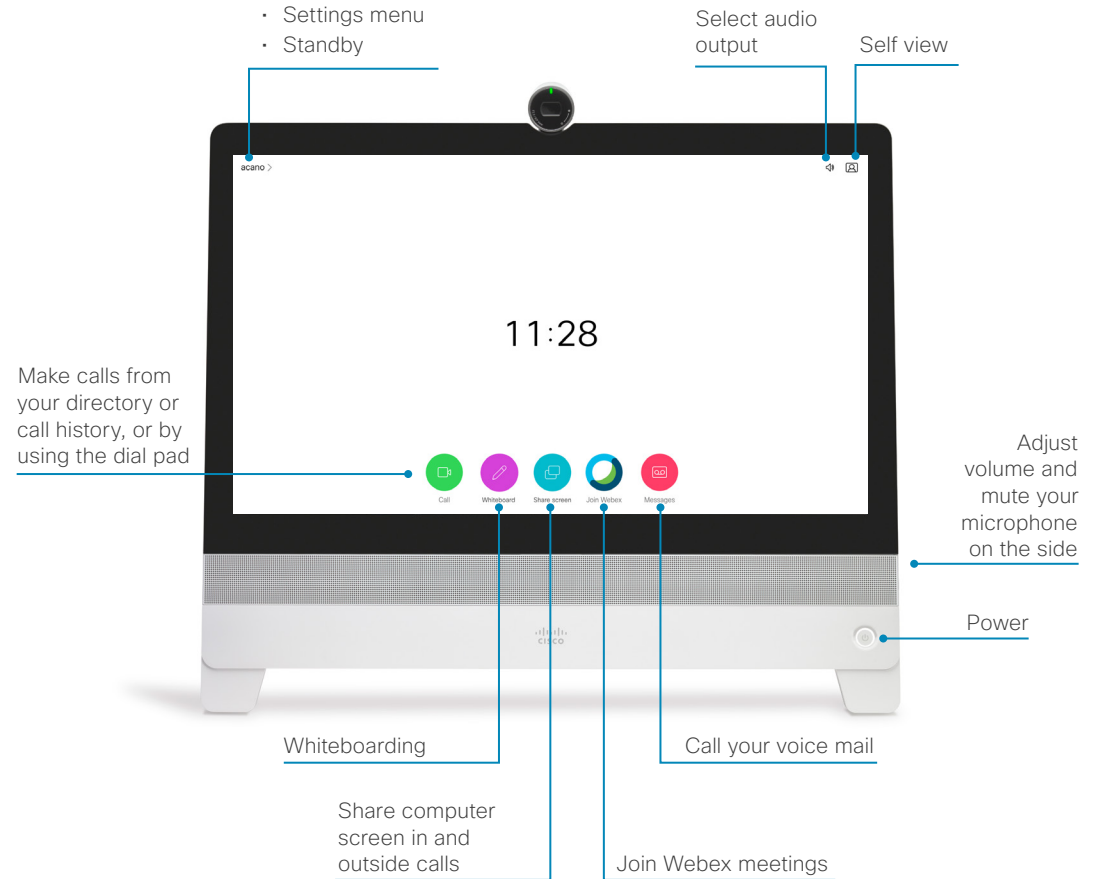 · Settings menu
· Standby
Select audio
output
Self view
acano >
11:28
Make calls from
your directory or
call history, or by
using the dial pad
Call
Whiteboard
Share screen
Join Webex
Messages
Adjust
volume and
mute your
microphone
on the side
CISCO
Power
Whiteboarding
Call your voice mail
Share computer
screen in and
outside calls
Join Webex meetings